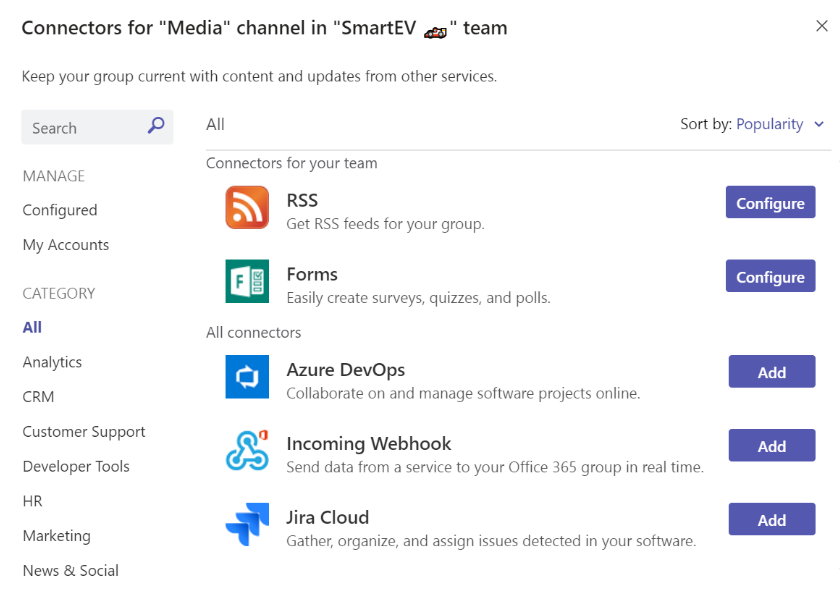 Connectors for "Media" channel in "SmartEV 🏎️" team
Keep your group current with content and updates from other services.
Search
All
Sort by: Popularity
MANAGE
Configured
My Accounts
CATEGORY
All
Analytics
CRM
Customer Support
Developer Tools
HR
Marketing
News & Social
Connectors for your team
RSS
Get RSS feeds for your group.
Configure
Forms
Easily create surveys, quizzes, and polls.
Configure
All connectors
Azure DevOps
Collaborate on and manage software projects online.
Add
Incoming Webhook
Send data from a service to your Office 365 group in real time.
Add
Jira Cloud
Gather, organize, and assign issues detected in your software.
Add